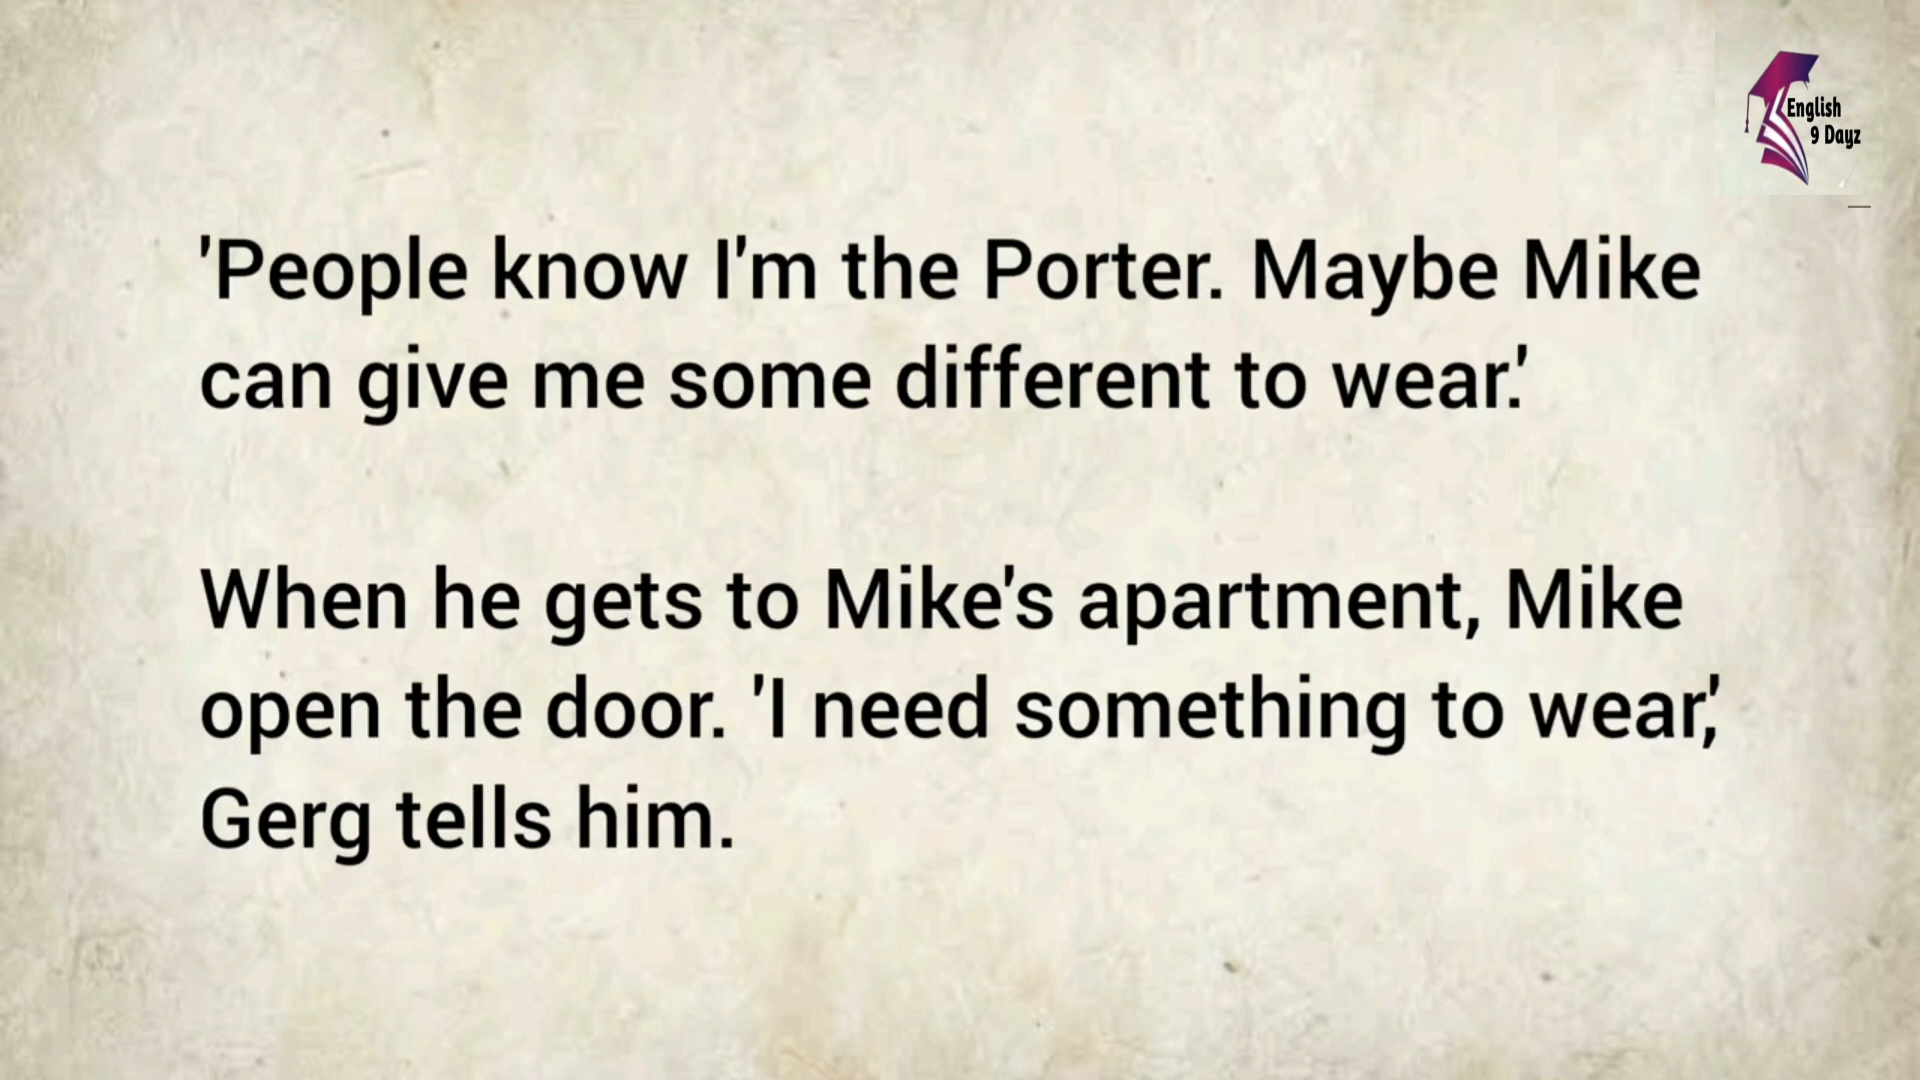 English
9 Dayz
'People know I'm the Porter. Maybe Mike
can give me some different to wear.'
When he gets to Mike's apartment, Mike
open the door. 'I need something to wear,'
Gerg tells him.